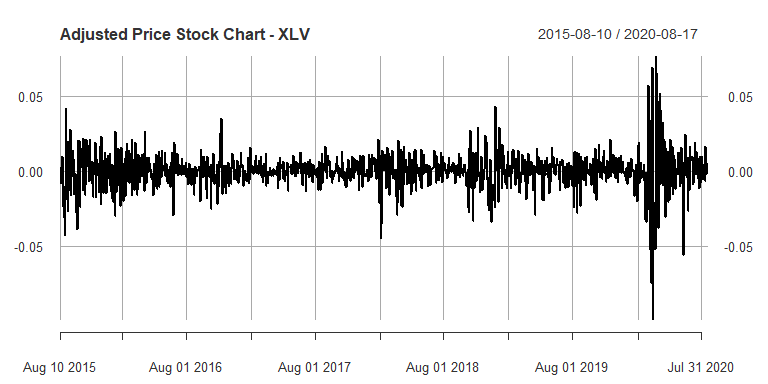 Adjusted Price Stock Chart - XLV 2015-08-10 / 2020-08-17
0.05 0.05
0.00 0.00
-0.05 -0.05
Aug 10 2015 Aug 01 2016 Aug 01 2017 Aug 01 2018 Aug 01 2019 Jul 31 2020